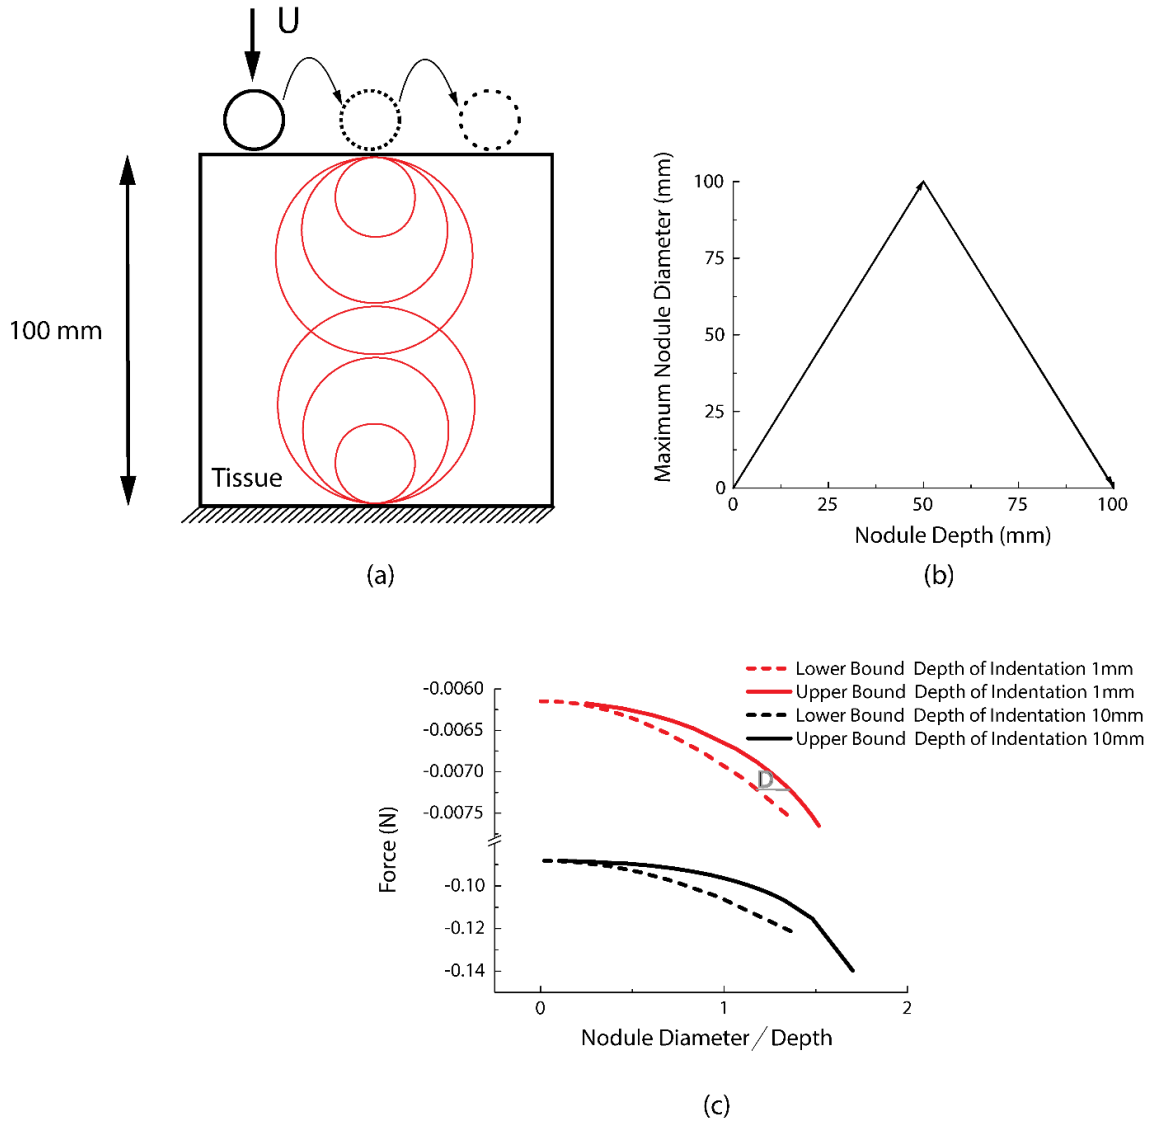 U
100 mm
Tissue
(a)
Maximum Nodule Diameter (mm)
100
75
50
25
0
0 25 50 75 100
Nodule Depth (mm)
(b)
Lower Bound Depth of Indentation 1mm
Upper Bound Depth of Indentation 1mm
Lower Bound Depth of Indentation 10mm
Upper Bound Depth of Indentation 10mm
Force (N)
-0.0060
-0.0065
-0.0070
-0.0075
-0.10
-0.12
-0.14
D
0 1 2
Nodule Diameter / Depth
(c)